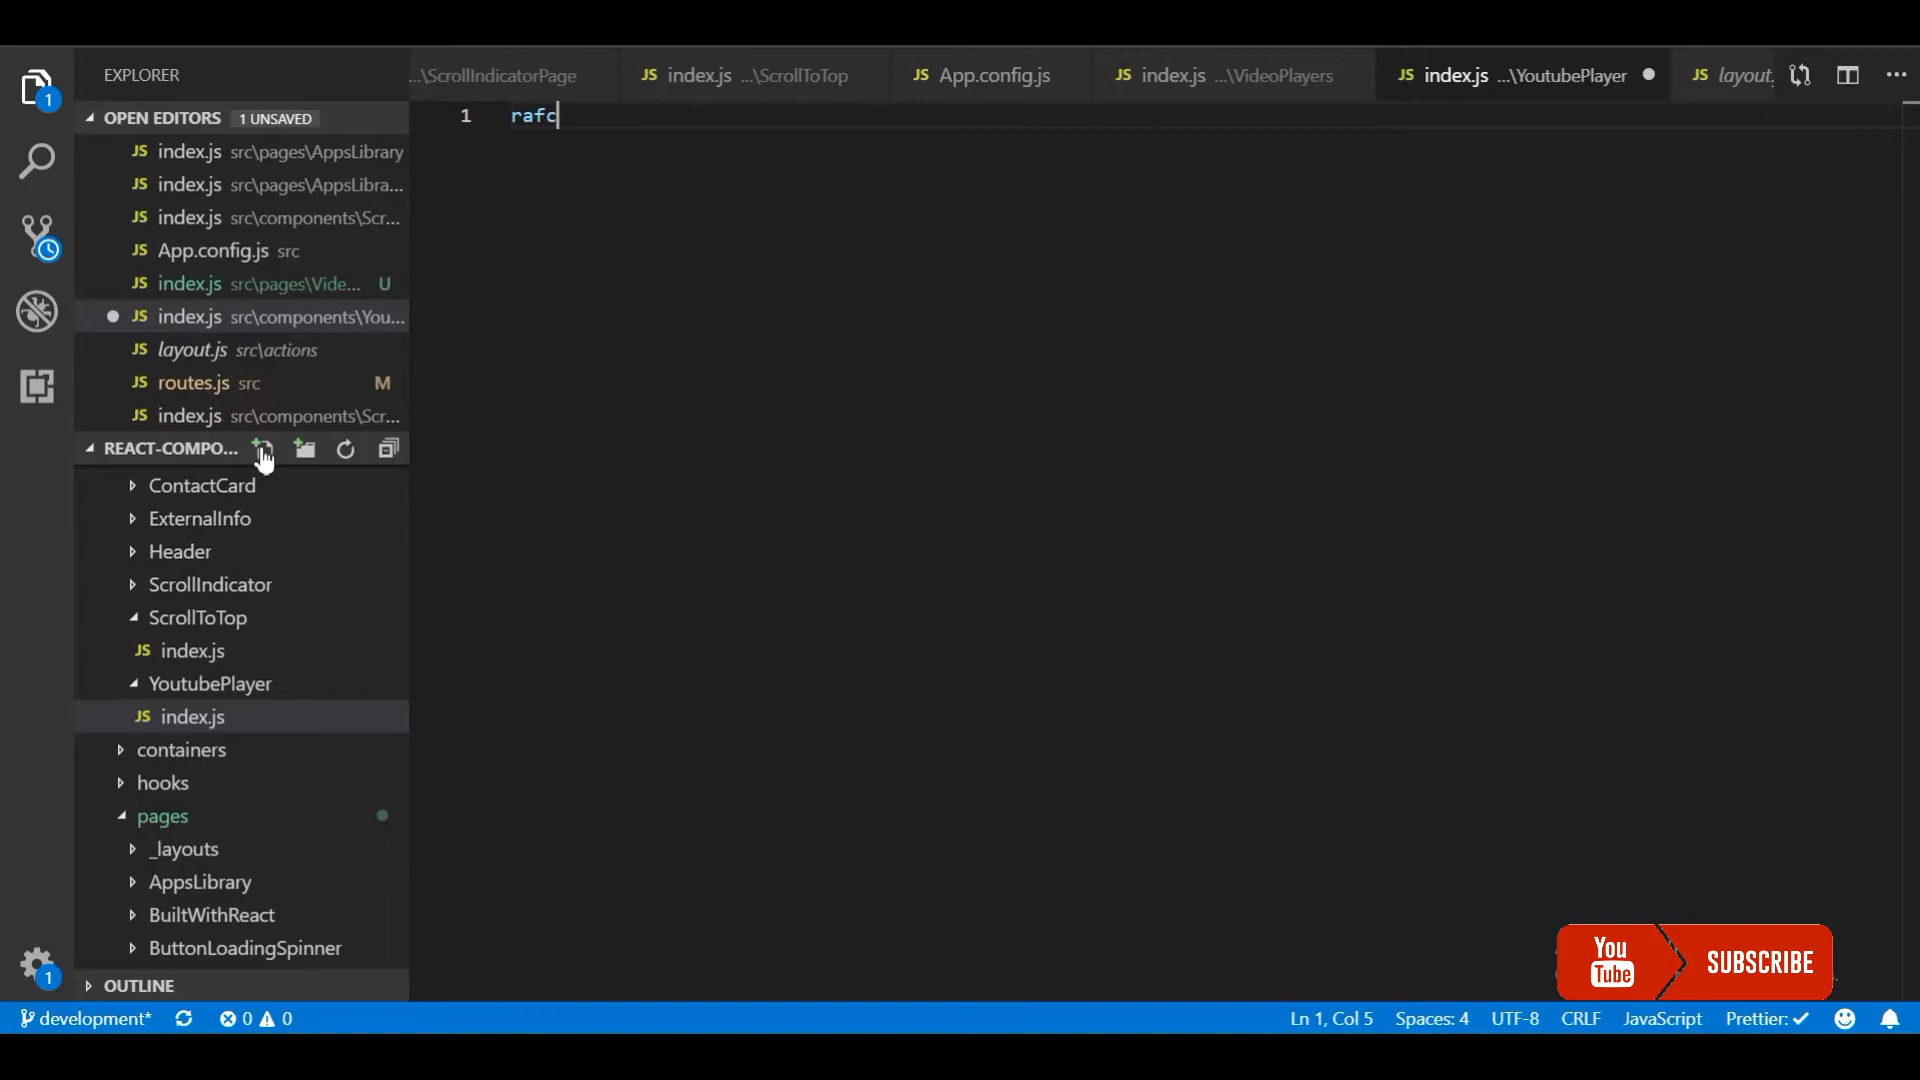 EXPLORER
...\ScrollIndicatorPage
JS index.js ...\ScrollToTop
JS App.config.js
JS index.js ...\VideoPlayers
JS index.js ...\YoutubePlayer
JS layout.
OPEN EDITORS 1 UNSAVED
1 rafc
JS index.js src\pages\AppsLibrary
JS index.js src\pages\AppsLibra...
JS index.js src\components\Scr...
JS App.config.js src
JS index.js src\pages\Vide... U
JS index.js src\components\You...
JS layout.js src\actions
JS routes.js src M
JS index.js src\components\Scr...
REACT-COMPO...
ContactCard
ExternalInfo
Header
ScrollIndicator
ScrollToTop
JS index.js
YoutubePlayer
JS index.js
containers
hooks
pages
_layouts
AppsLibrary
BuiltWithReact
ButtonLoadingSpinner
OUTLINE
1
1
You
Tube
SUBSCRIBE
development* 0 0
Ln 1, Col 5 Spaces: 4 UTF-8 CRLF JavaScript Prettier: ✓